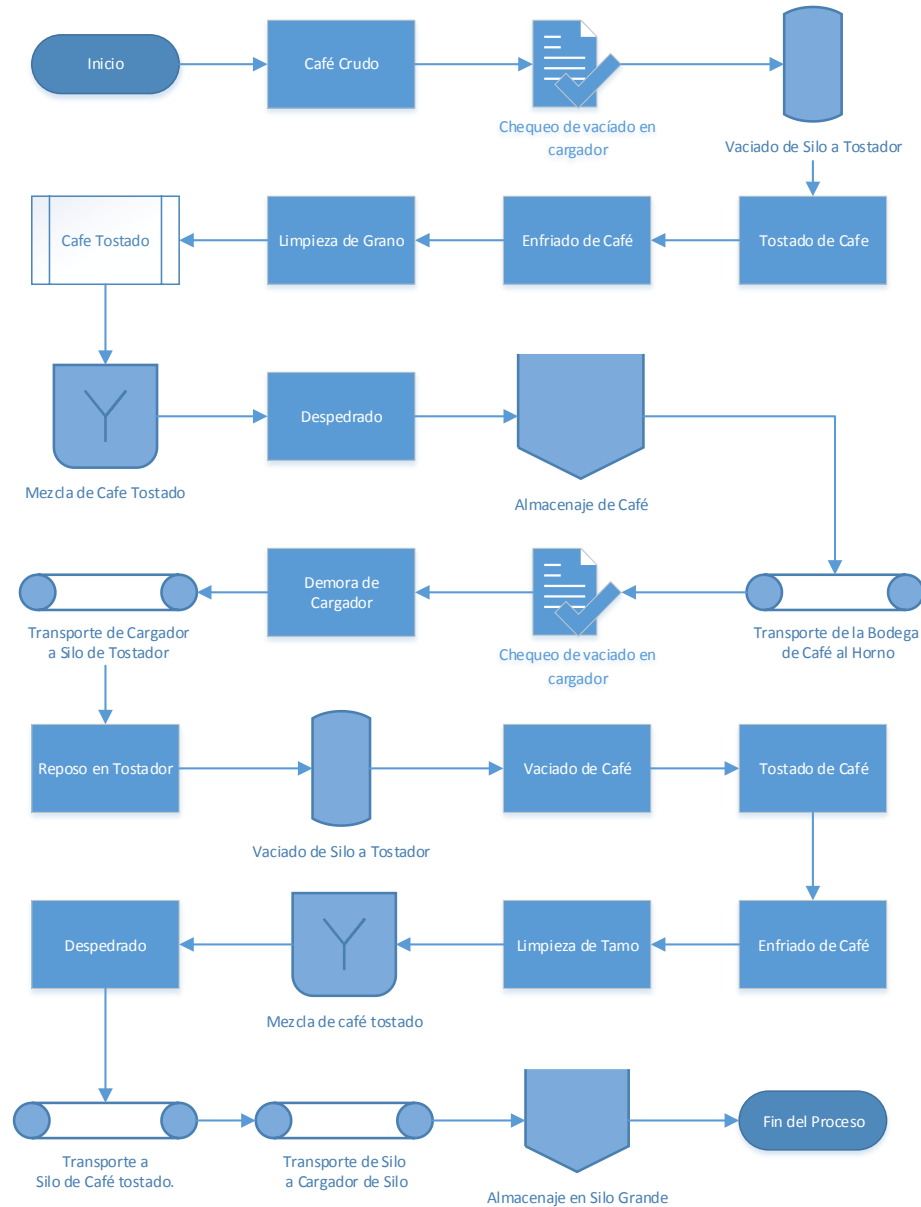 Inicio
Café Crudo
Chequeo de vacíado en
cargador
Vaciado de Silo a Tostador
Tostado de Cafe
Enfriado de Café
Limpieza de Grano
Cafe Tostado
Mezcla de Cafe Tostado
Despedrado
Almacenaje de Café
Transporte de la Bodega
de Café al Horno
Chequeo de vaciado en
cargador
Demora de
Cargador
Transporte de Cargador
a Silo de Tostador
Reposo en Tostador
Vaciado de Silo a Tostador
Vaciado de Café
Tostado de Café
Enfriado de Café
Limpieza de Tamo
Mezcla de café tostado
Despedrado
Transporte a
Silo de Café tostado.
Transporte de Silo
a Cargador de Silo
Almacenaje en Silo Grande
Fin del Proceso